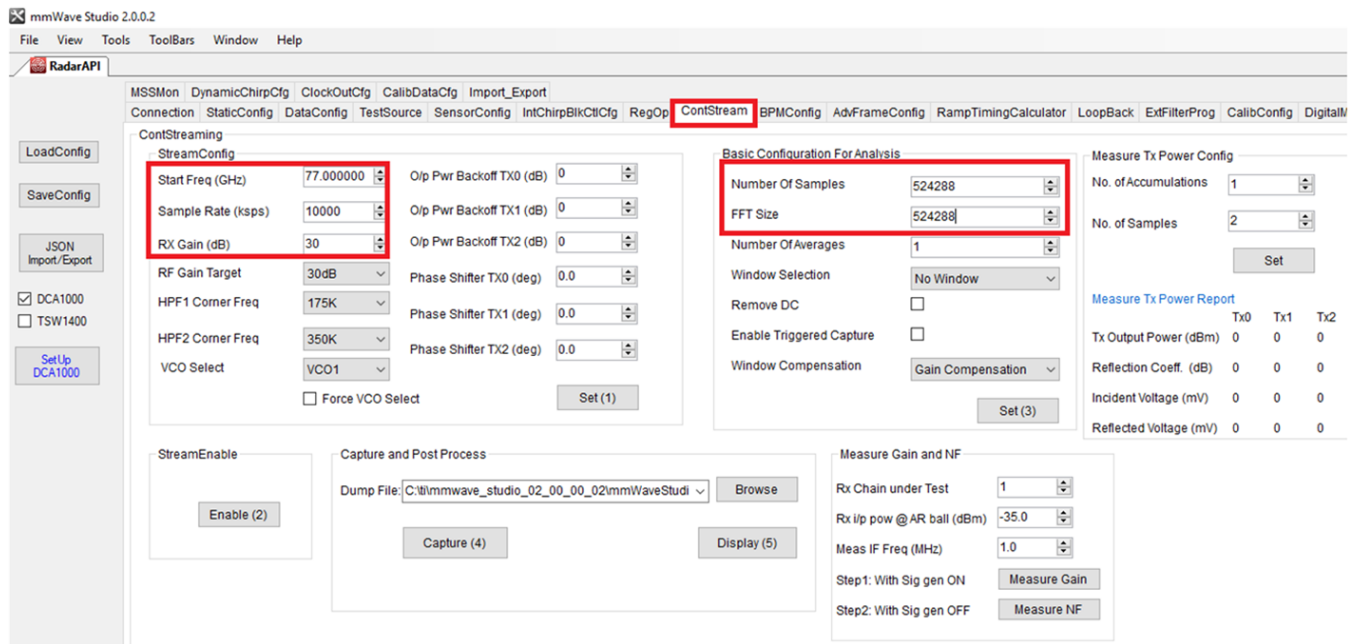 mmWave Studio 2.0.0.2
File View Tools ToolBars Window Help
RadarAPI
MSSMon DynamicChirpCfg ClockOutCfg CalibDataCfg Import_Export
Connection StaticConfig DataConfig TestSource SensorConfig IntChirpBlkCtlCfg RegOp ContStream BPMConfig AdvFrameConfig RampTimingCalculator LoopBack ExtFilterProg CalibConfig
LoadConfig
SaveConfig
JSON
Import/Export
DCA1000
TSW1400
SetUp
DCA1000
ContStreaming
StreamConfig
Start Freq (GHz) 77.000000 O/p Pwr Backoff TX0 (dB) 0
Sample Rate (ksps) 10000 O/p Pwr Backoff TX1 (dB) 0
RX Gain (dB) 30 O/p Pwr Backoff TX2 (dB) 0
RF Gain Target 30dB Phase Shifter TX0 (deg) 0.0
HPF1 Corner Freq 175K Phase Shifter TX1 (deg) 0.0
HPF2 Corner Freq 350K Phase Shifter TX2 (deg) 0.0
VCO Select VCO1
Force VCO Select Set (1)
Basic Configuration For Analysis
Number Of Samples 524288
FFT Size 524288
Number Of Averages 1
Window Selection No Window
Remove DC
Enable Triggered Capture
Window Compensation Gain Compensation
Set (3)
Measure Tx Power Config
No. of Accumulations 1
No. of Samples 2
Set
Measure Tx Power Report
Tx0 Tx1 Tx2
Tx Output Power (dBm) 0 0 0
Reflection Coeff. (dB) 0 0 0
Incident Voltage (mV) 0 0 0
Reflected Voltage (mV) 0 0 0
StreamEnable
Enable (2)
Capture and Post Process
Dump File: C:\ti\mmwave_studio_02_00_00_02\mmWaveStudi Browse
Capture (4) Display (5)
Measure Gain and NF
Rx Chain under Test 1
Rx i/p pow @ AR ball (dBm) -35.0
Meas IF Freq (MHz) 1.0
Step1: With Sig gen ON Measure Gain
Step2: With Sig gen OFF Measure NF